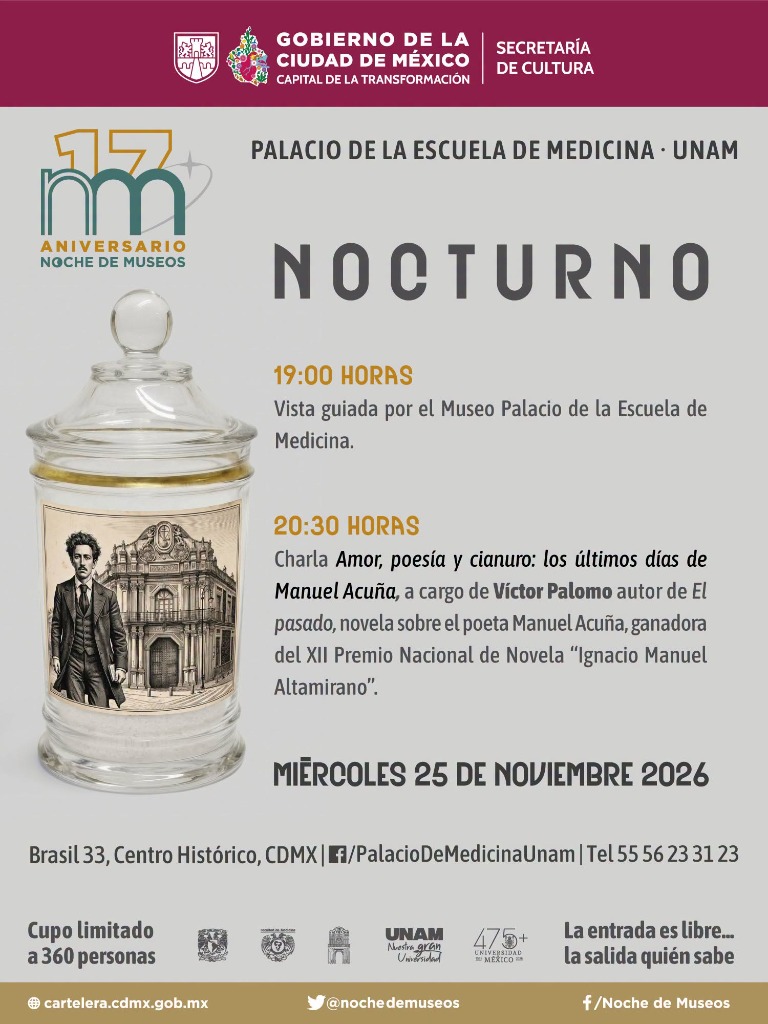 GOBIERNO DE LA
CIUDAD DE MÉXICO
CAPITAL DE LA TRANSFORMACIÓN
SECRETARÍA
DE CULTURA
17
nm
ANIVERSARIO
NOCHE DE MUSEOS
PALACIO DE LA ESCUELA DE MEDICINA · UNAM
NOCTURNO
19:00 HORAS
Vista guiada por el Museo Palacio de la Escuela de
Medicina.
20:30 HORAS
Charla Amor, poesía y cianuro: los últimos días de
Manuel Acuña, a cargo de Víctor Palomo autor de El
pasado, novela sobre el poeta Manuel Acuña, ganadora
del XII Premio Nacional de Novela “Ignacio Manuel
Altamirano”.
MIÉRCOLES 25 DE NOVIEMBRE 2026
Brasil 33, Centro Histórico, CDMX | /PalacioDeMedicinaUnam | Tel 55 56 23 31 23
Cupo limitado
a 360 personas
UNAM
Nuestra gran
Universidad
475+
UNIVERSIDAD
MÉXICO
La entrada es libre...
la salida quién sabe
cartelera.cdmx.gob.mx
@nochedemuseos
/Noche de Museos